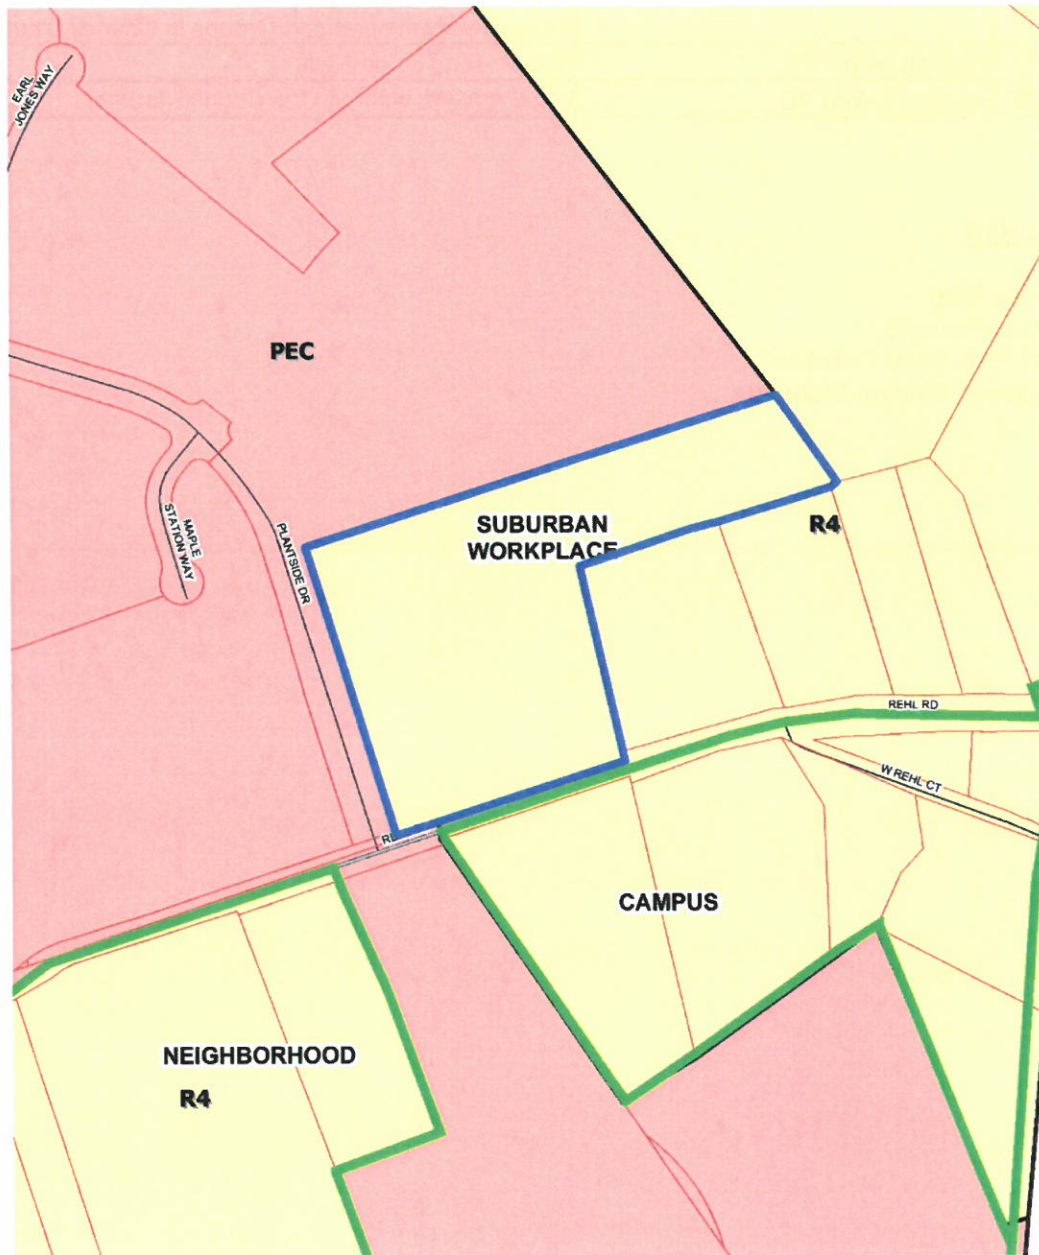 EARL
JONES WAY
PEC
MAPLE
STATION WAY
PLANTSIDE DR
SUBURBAN
WORKPLACE
R4
REHL RD
W REHL CT
CAMPUS
NEIGHBORHOOD
R4